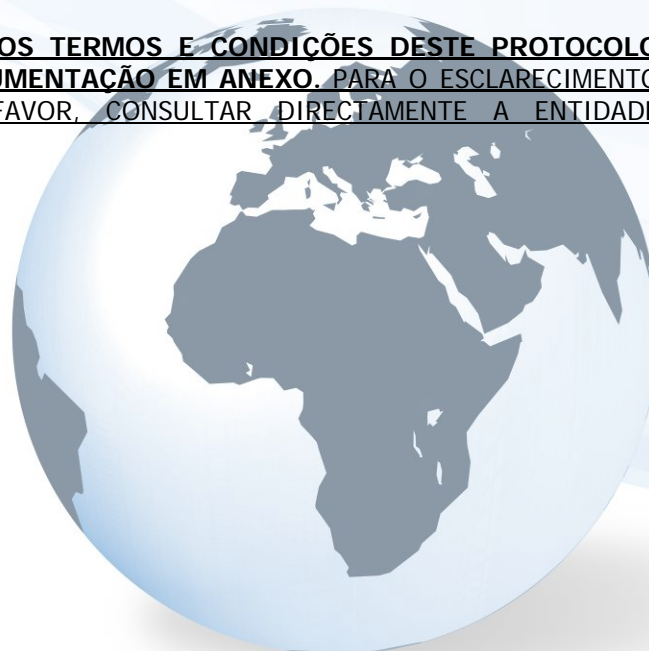 OS TERMOS E CONDIÇÕES DESTE PROTOCOLO
UMENTAÇÃO EM ANEXO. PARA O ESCLARECIMENTO
FAVOR, CONSULTAR DIRECTAMENTE A ENTIDADE